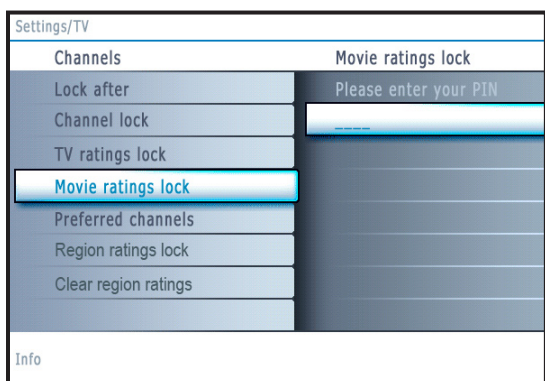 Settings/TV
Channels
Movie ratings lock
Lock after
Please enter your PIN
Channel lock
_ _ _ _
TV ratings lock
Movie ratings lock
Preferred channels
Region ratings lock
Clear region ratings
Info